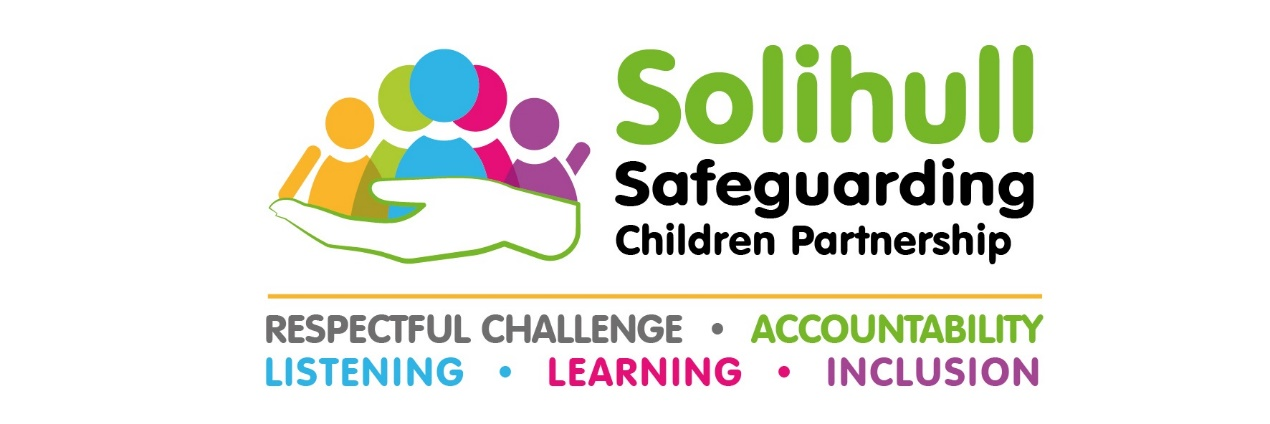 Solihull
Safeguarding
Children Partnership
RESPECTFUL CHALLENGE • ACCOUNTABILITY
LISTENING • LEARNING • INCLUSION